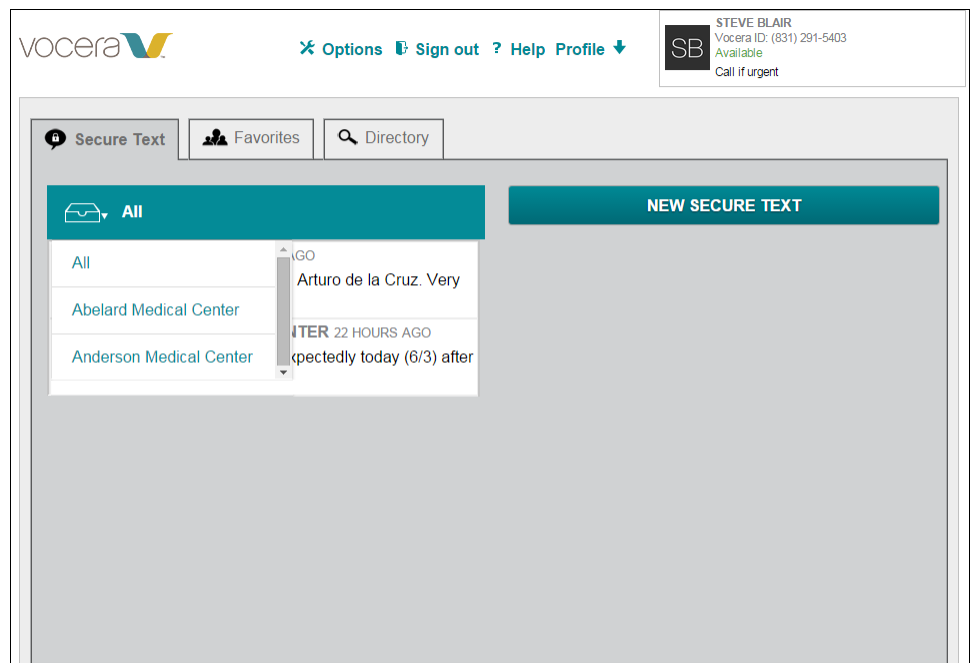 vocera
Options Sign out ? Help Profile
SB
STEVE BLAIR
Vocera ID: (831) 291-5403
Available
Call if urgent
Secure Text
Favorites
Directory
All
NEW SECURE TEXT
All
Abelard Medical Center
Anderson Medical Center
AGO
Arturo de la Cruz. Very
22 HOURS AGO
today (6/3) after